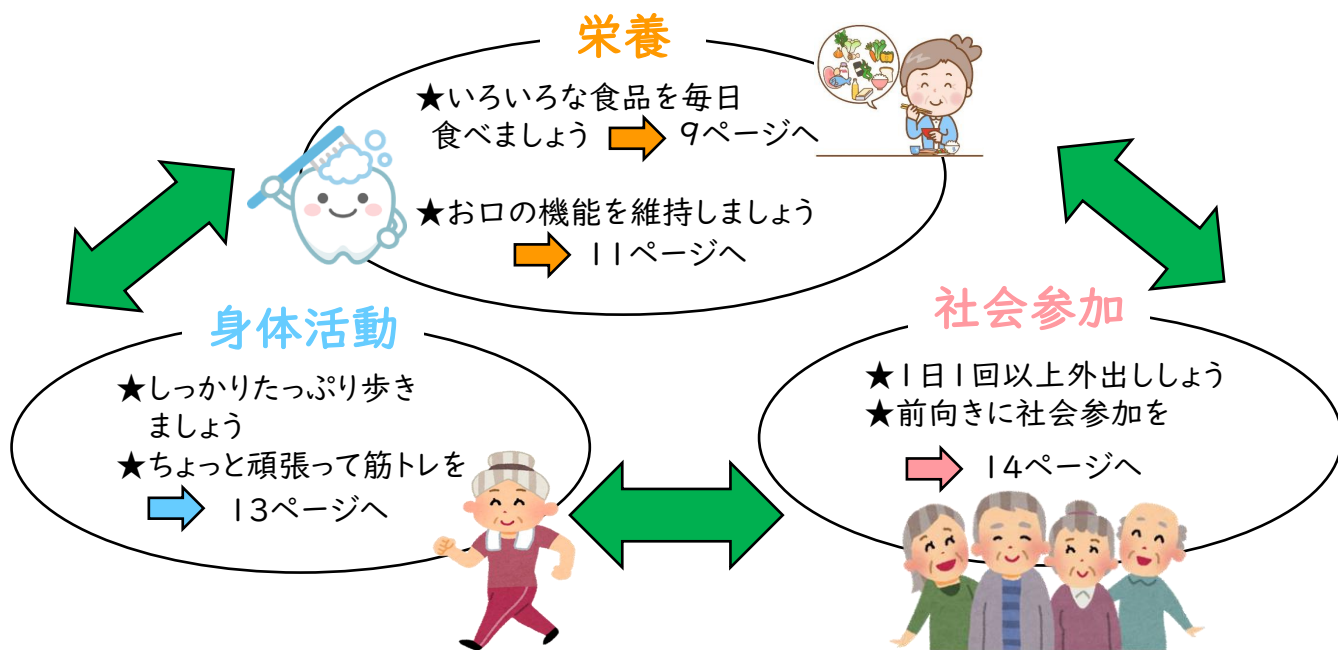 栄養
★いろいろな食品を毎日
食べましょう 9ページへ
★お口の機能を維持しましょう
11ページへ
身体活動
★しっかりたっぷり歩き
ましょう
★ちょっと頑張って筋トレを
13ページへ
社会参加
★1日1回以上外出ししょう
★前向きに社会参加を
14ページへ